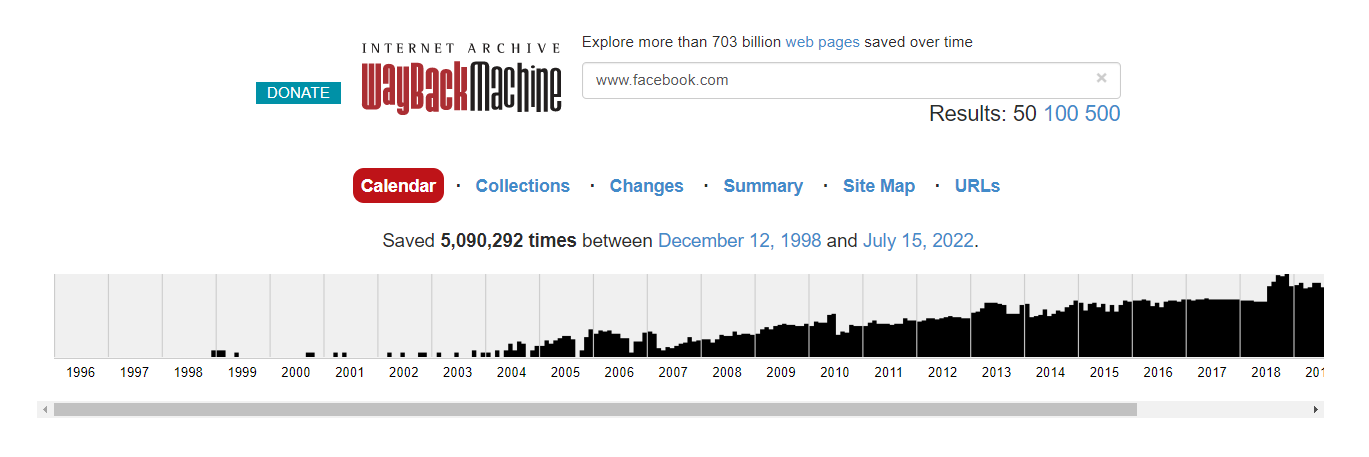 Explore more than 703 billion web pages saved over time
INTERNET ARCHIVE
WayBackMachine
DONATE
www.facebook.com ×
Results: 50 100 500
Calendar · Collections · Changes · Summary · Site Map · URLs
Saved 5,090,292 times between December 12, 1998 and July 15, 2022.
1996 1997 1998 1999 2000 2001 2002 2003 2004 2005 2006 2007 2008 2009 2010 2011 2012 2013 2014 2015 2016 2017 2018 201